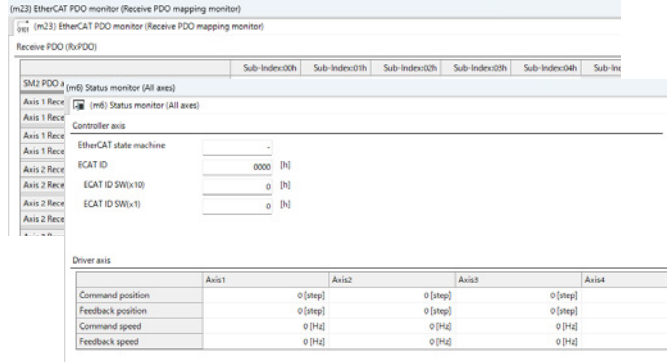 (m23) EtherCAT PDO monitor (Receive PDO mapping monitor)
(m23) EtherCAT PDO monitor (Receive PDO mapping monitor)
Receive PDO (RxPDO)
Sub-Index:00h Sub-Index:01h Sub-Index:02h Sub-Index:03h Sub-Index:04h Sub-Inc
SM2 PDO a
Axis 1 Rece
Axis 1 Rece
Axis 1 Rece
Axis 1 Rece
Axis 2 Rece
Axis 2 Rece
Axis 2 Rece
Axis 2 Rece
(m6) Status monitor (All axes)
(m6) Status monitor (All axes)
Controller axis
EtherCAT state machine -
ECAT ID 0000 [h]
ECAT ID SW(x10) 0 [h]
ECAT ID SW(x1) 0 [h]
Driver axis
Axis1 Axis2 Axis3 Axis4
Command position 0 [step] 0 [step] 0 [step]
Feedback position 0 [step] 0 [step] 0 [step]
Command speed 0 [Hz] 0 [Hz] 0 [Hz]
Feedback speed 0 [Hz] 0 [Hz] 0 [Hz]